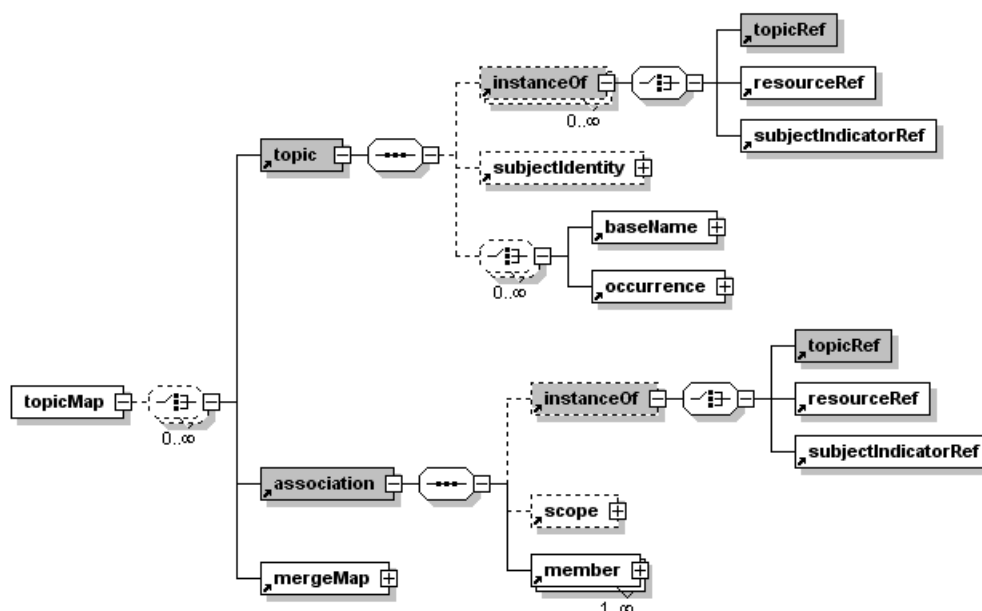 topicRef
instanceOf
resourceRef
0..∞
subjectIndicatorRef
topic
subjectIdentity
baseName
0..∞
occurrence
topicRef
topicMap
instanceOf
resourceRef
0..∞
subjectIndicatorRef
association
scope
mergeMap
member
1..∞